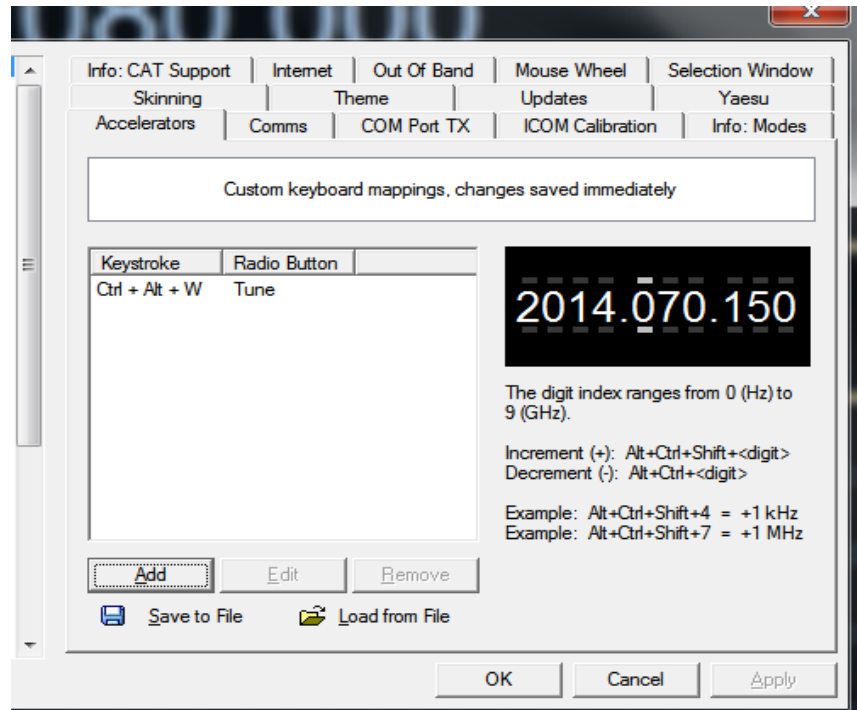 080 000
Info: CAT Support Internet Out Of Band Mouse Wheel Selection Window
Skinning Theme Updates Yaesu
Accelerators Comms COM Port TX ICOM Calibration Info: Modes
Custom keyboard mappings, changes saved immediately
Keystroke Radio Button
Ctrl + Alt + W Tune
2014.070.150
The digit index ranges from 0 (Hz) to
9 (GHz).
Increment (+): Alt+Ctrl+Shift+<digit>
Decrement (-): Alt+Ctrl+<digit>
Example: Alt+Ctrl+Shift+4 = +1 kHz
Example: Alt+Ctrl+Shift+7 = +1 MHz
Add Edit Remove
Save to File Load from File
OK Cancel Apply